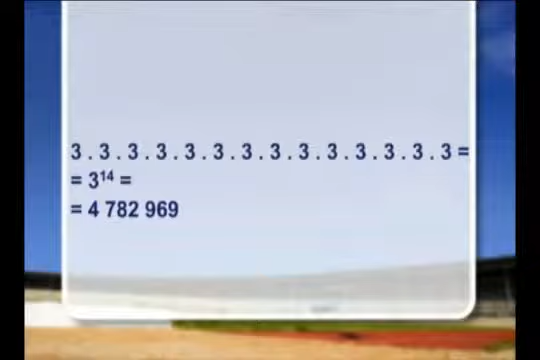 3 . 3 . 3 . 3 . 3 . 3 . 3 . 3 . 3 . 3 . 3 . 3 . 3 . 3 =
= 3¹⁴ =
= 4 782 969